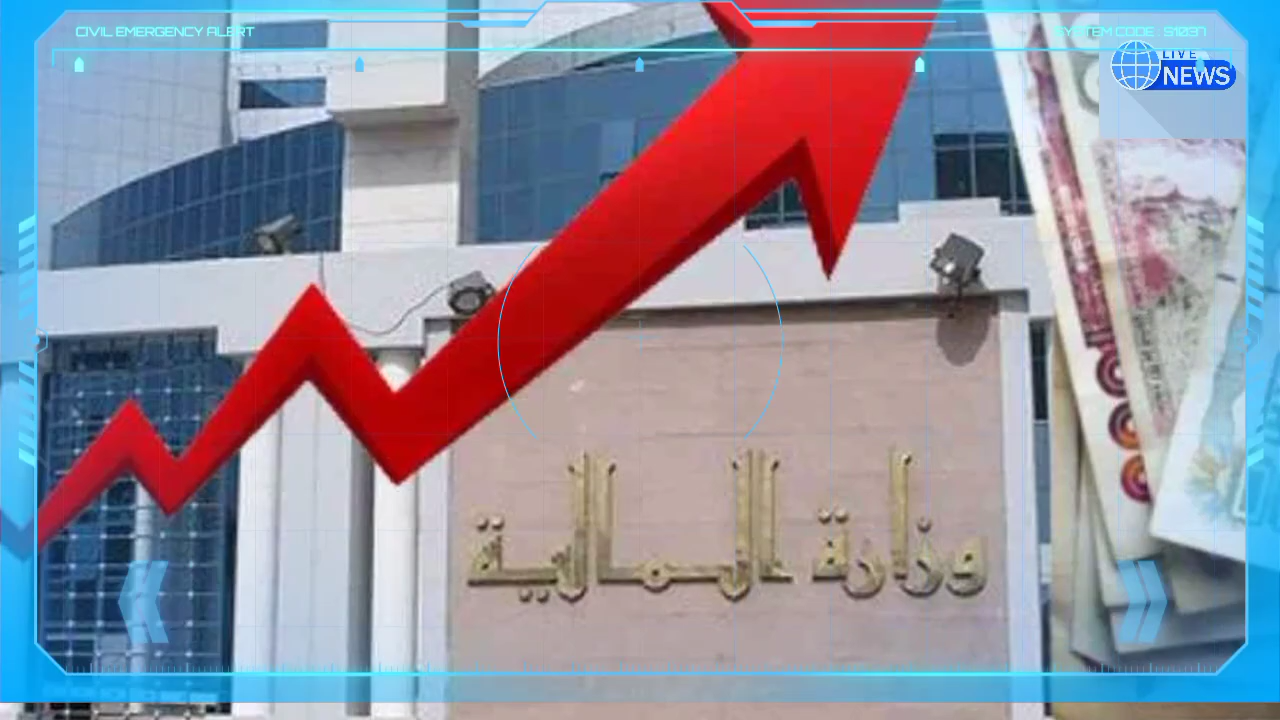 CIVIL EMERGENCY ALERT
SYSTEM CODE S1037
LIVE
NEWS
وزارة المالية